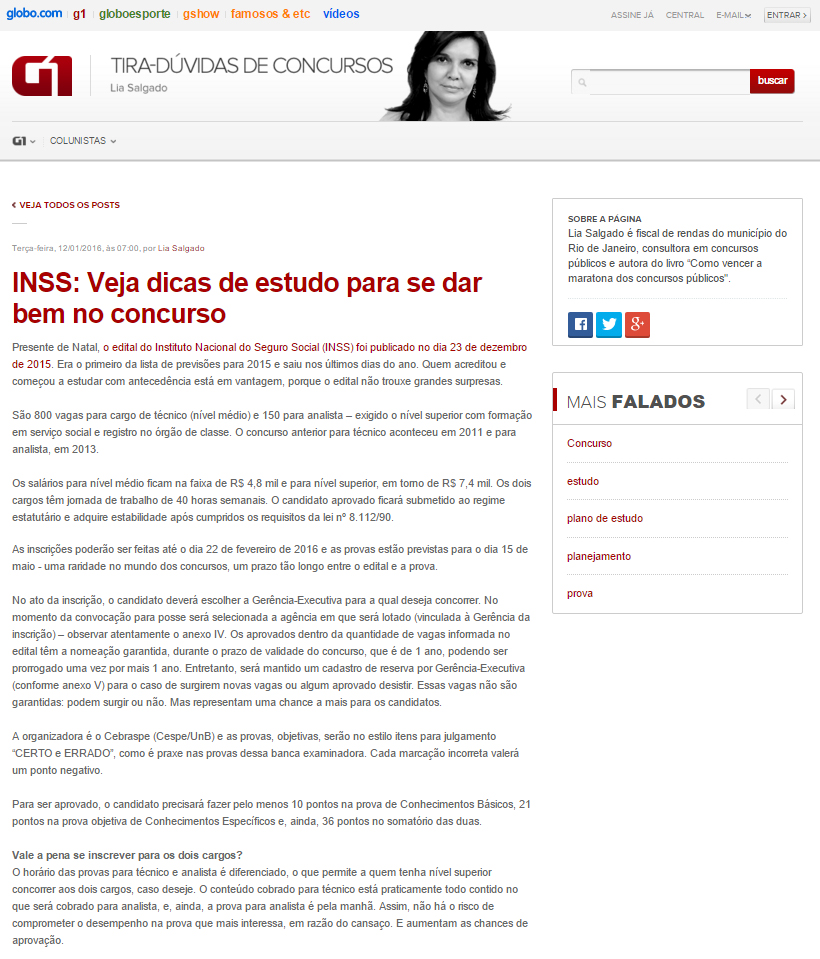 globo.com g1 globoesporte gshow famosos & etc vídeos
ASSINE JÁ CENTRAL E-MAIL ENTRAR
G1
TIRA-DÚVIDAS DE CONCURSOS
Lia Salgado
buscar
G1 COLUNISTAS
VEJA TODOS OS POSTS
Terça-feira, 12/01/2016, às 07:00, por Lia Salgado
INSS: Veja dicas de estudo para se dar
bem no concurso
Presente de Natal, o edital do Instituto Nacional do Seguro Social (INSS) foi publicado no dia 23 de dezembro
de 2015. Era o primeiro da lista de previsões para 2015 e saiu nos últimos dias do ano. Quem acreditou e
começou a estudar com antecedência está em vantagem, porque o edital não trouxe grandes surpresas.
São 800 vagas para cargo de técnico (nível médio) e 150 para analista – exigido o nível superior com formação
em serviço social e registro no órgão de classe. O concurso anterior para técnico aconteceu em 2011 e para
analista, em 2013.
Os salários para nível médio ficam na faixa de R$ 4,8 mil e para nível superior, em torno de R$ 7,4 mil. Os dois
cargos têm jornada de trabalho de 40 horas semanais. O candidato aprovado ficará submetido ao regime
estatutário e adquire estabilidade após cumpridos os requisitos da lei nº 8.112/90.
As inscrições poderão ser feitas até o dia 22 de fevereiro de 2016 e as provas estão previstas para o dia 15 de
maio - uma raridade no mundo dos concursos, um prazo tão longo entre o edital e a prova.
No ato da inscrição, o candidato deverá escolher a Gerência-Executiva para a qual deseja concorrer. No
momento da convocação para posse será selecionada a agência em que será lotado (vinculada à Gerência da
inscrição) – observar atentamente o anexo IV. Os aprovados dentro da quantidade de vagas informada no
edital têm a nomeação garantida, durante o prazo de validade do concurso, que é de 1 ano, podendo ser
prorrogado uma vez por mais 1 ano. Entretanto, será mantido um cadastro de reserva por Gerência-Executiva
(conforme anexo V) para o caso de surgirem novas vagas ou algum aprovado desistir. Essas vagas não são
garantidas: podem surgir ou não. Mas representam uma chance a mais para os candidatos.
A organizadora é o Cebraspe (Cespe/UnB) e as provas, objetivas, serão no estilo itens para julgamento
“CERTO e ERRADO”, como é praxe nas provas dessa banca examinadora. Cada marcação incorreta valerá
um ponto negativo.
Para ser aprovado, o candidato precisará fazer pelo menos 10 pontos na prova de Conhecimentos Básicos, 21
pontos na prova objetiva de Conhecimentos Específicos e, ainda, 36 pontos no somatório das duas.
Vale a pena se inscrever para os dois cargos?
O horário das provas para técnico e analista é diferenciado, o que permite a quem tenha nível superior
concorrer aos dois cargos, caso deseje. O conteúdo cobrado para técnico está praticamente todo contido no
que será cobrado para analista, e, ainda, a prova para analista é pela manhã. Assim, não há o risco de
comprometer o desempenho na prova que mais interessa, em razão do cansaço. E aumentam as chances de
aprovação.
SOBRE A PÁGINA
Lia Salgado é fiscal de rendas do município do
Rio de Janeiro, consultora em concursos
públicos e autora do livro “Como vencer a
maratona dos concursos públicos”.
MAIS FALADOS
Concurso
estudo
plano de estudo
planejamento
prova